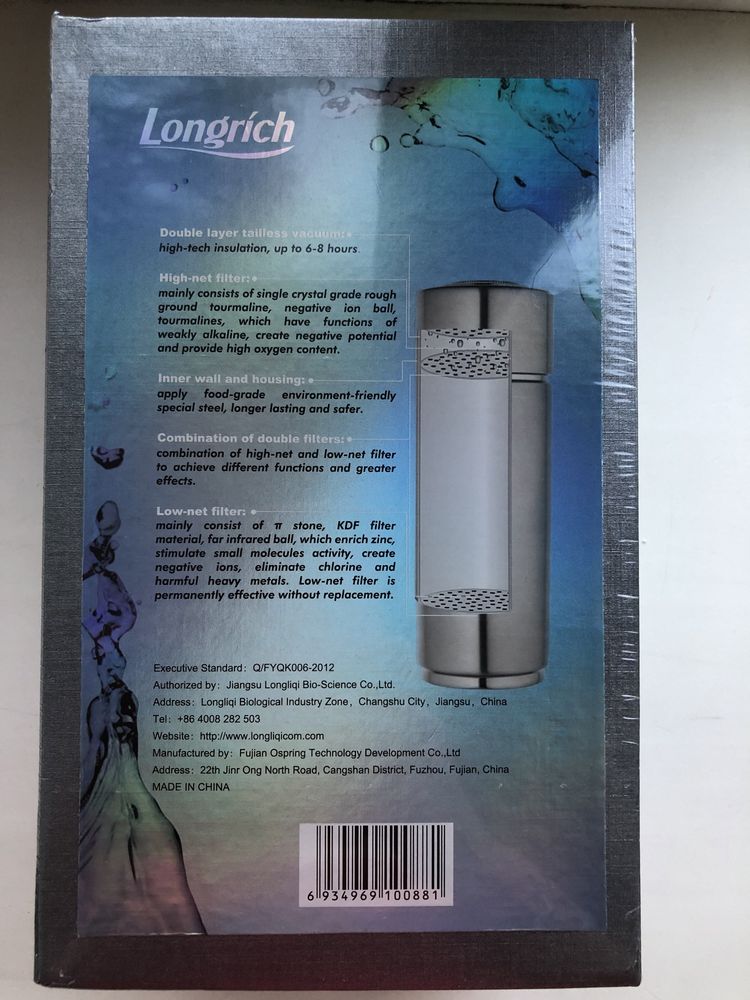 Longrích
Double layer tailless vacuum:
high-tech insulation, up to 6-8 hours.
High-net filter:
mainly consists of single crystal grade rough
ground tourmaline, negative ion ball,
tourmalines, which have functions of
weakly alkaline, create negative potential
and provide high oxygen content.
Inner wall and housing:
apply food-grade environment-friendly
special steel, longer lasting and safer.
Combination of double filters:
combination of high-net and low-net filter
to achieve different functions and greater
effects.
Low-net filter:
mainly consist of π stone, KDF filter
material, far infrared ball, which enrich zinc,
stimulate small molecules activity, create
negative ions, eliminate chlorine and
harmful heavy metals. Low-net filter is
permanently effective without replacement.
Executive Standard: Q/FYQK006-2012
Authorized by: Jiangsu Longliqi Bio-Science Co.,Ltd.
Address: Longliqi Biological Industry Zone, Changshu City, Jiangsu, China
Tel: +86 4008 282 503
Website: http://www.longliqicom.com
Manufactured by: Fujian Ospring Technology Development Co.,Ltd
Address: 22th Jinr Ong North Road, Cangshan District, Fuzhou, Fujian, China
MADE IN CHINA
6 934969 100881